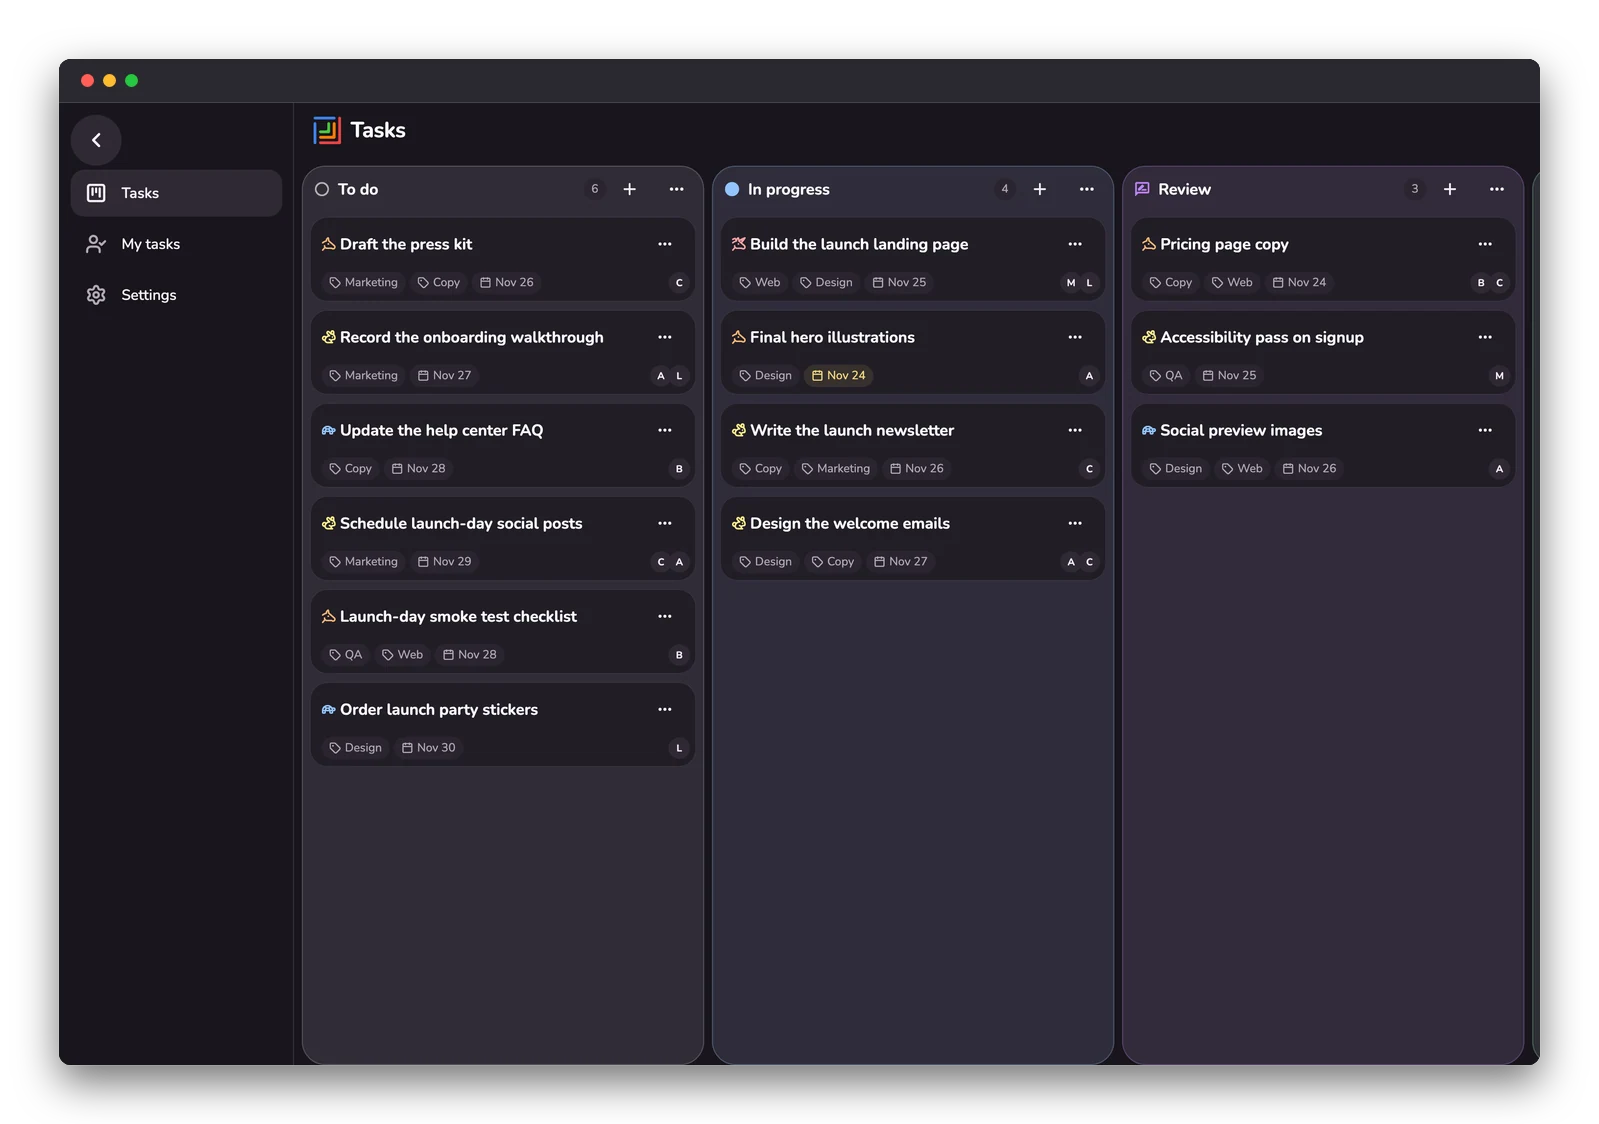 Tasks
Tasks
My tasks
Settings
To do 6
Draft the press kit
Marketing Copy Nov 26 C
Record the onboarding walkthrough
Marketing Nov 27 A L
Update the help center FAQ
Copy Nov 28 B
Schedule launch-day social posts
Marketing Nov 29 C A
Launch-day smoke test checklist
QA Web Nov 28 B
Order launch party stickers
Design Nov 30 L
In progress 4
Build the launch landing page
Web Design Nov 25 M L
Final hero illustrations
Design Nov 24 A
Write the launch newsletter
Copy Marketing Nov 26 C
Design the welcome emails
Design Copy Nov 27 A C
Review 3
Pricing page copy
Copy Web Nov 24 B C
Accessibility pass on signup
QA Nov 25 M
Social preview images
Design Web Nov 26 A